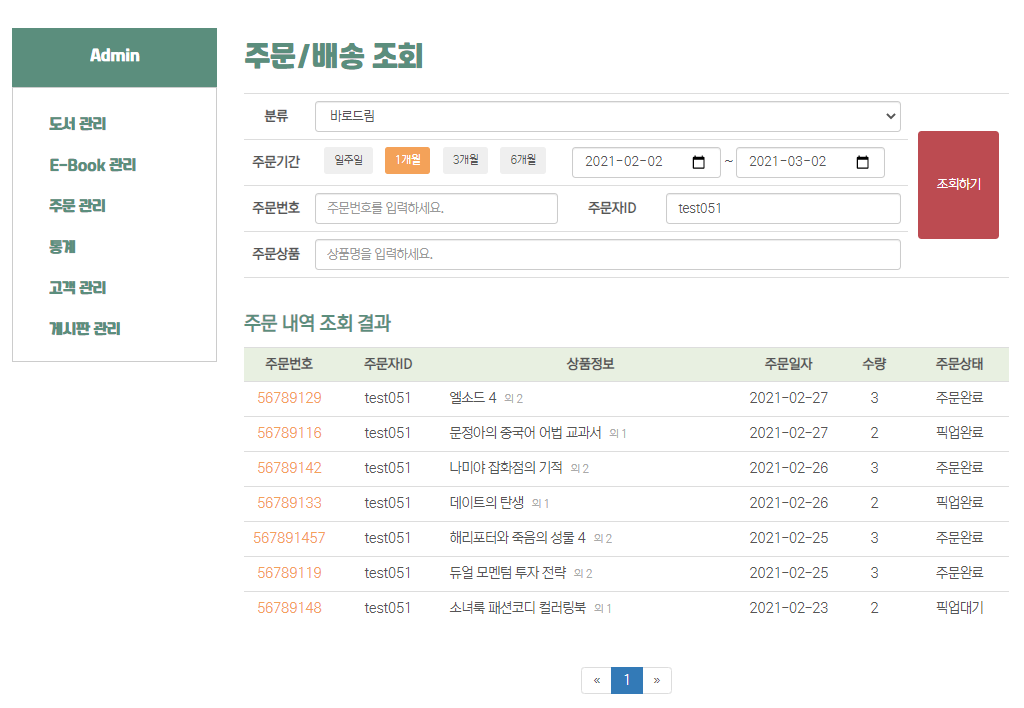 Admin
도서 관리
E-Book 관리
주문 관리
통계
고객 관리
게시판 관리
주문/배송 조회
분류 바로드림
주문기간 일주일 1개월 3개월 6개월 2021-02-02 ~ 2021-03-02
조회하기
주문번호 주문번호를 입력하세요. 주문자ID test051
주문상품 상품명을 입력하세요.
주문 내역 조회 결과
주문번호 주문자ID 상품정보 주문일자 수량 주문상태
56789129 test051 엘소드 4 외 2 2021-02-27 3 주문완료
56789116 test051 문정아의 중국어 어법 교과서 외 1 2021-02-27 2 픽업완료
56789142 test051 나미야 잡화점의 기적 외 2 2021-02-26 3 주문완료
56789133 test051 데이트의 탄생 외 1 2021-02-26 2 픽업완료
567891457 test051 해리포터와 죽음의 성물 4 외 2 2021-02-25 3 주문완료
56789119 test051 듀얼 모멘텀 투자 전략 외 2 2021-02-25 3 주문완료
56789148 test051 소녀룩 패션코디 컬러링북 외 1 2021-02-23 2 픽업대기
« 1 »